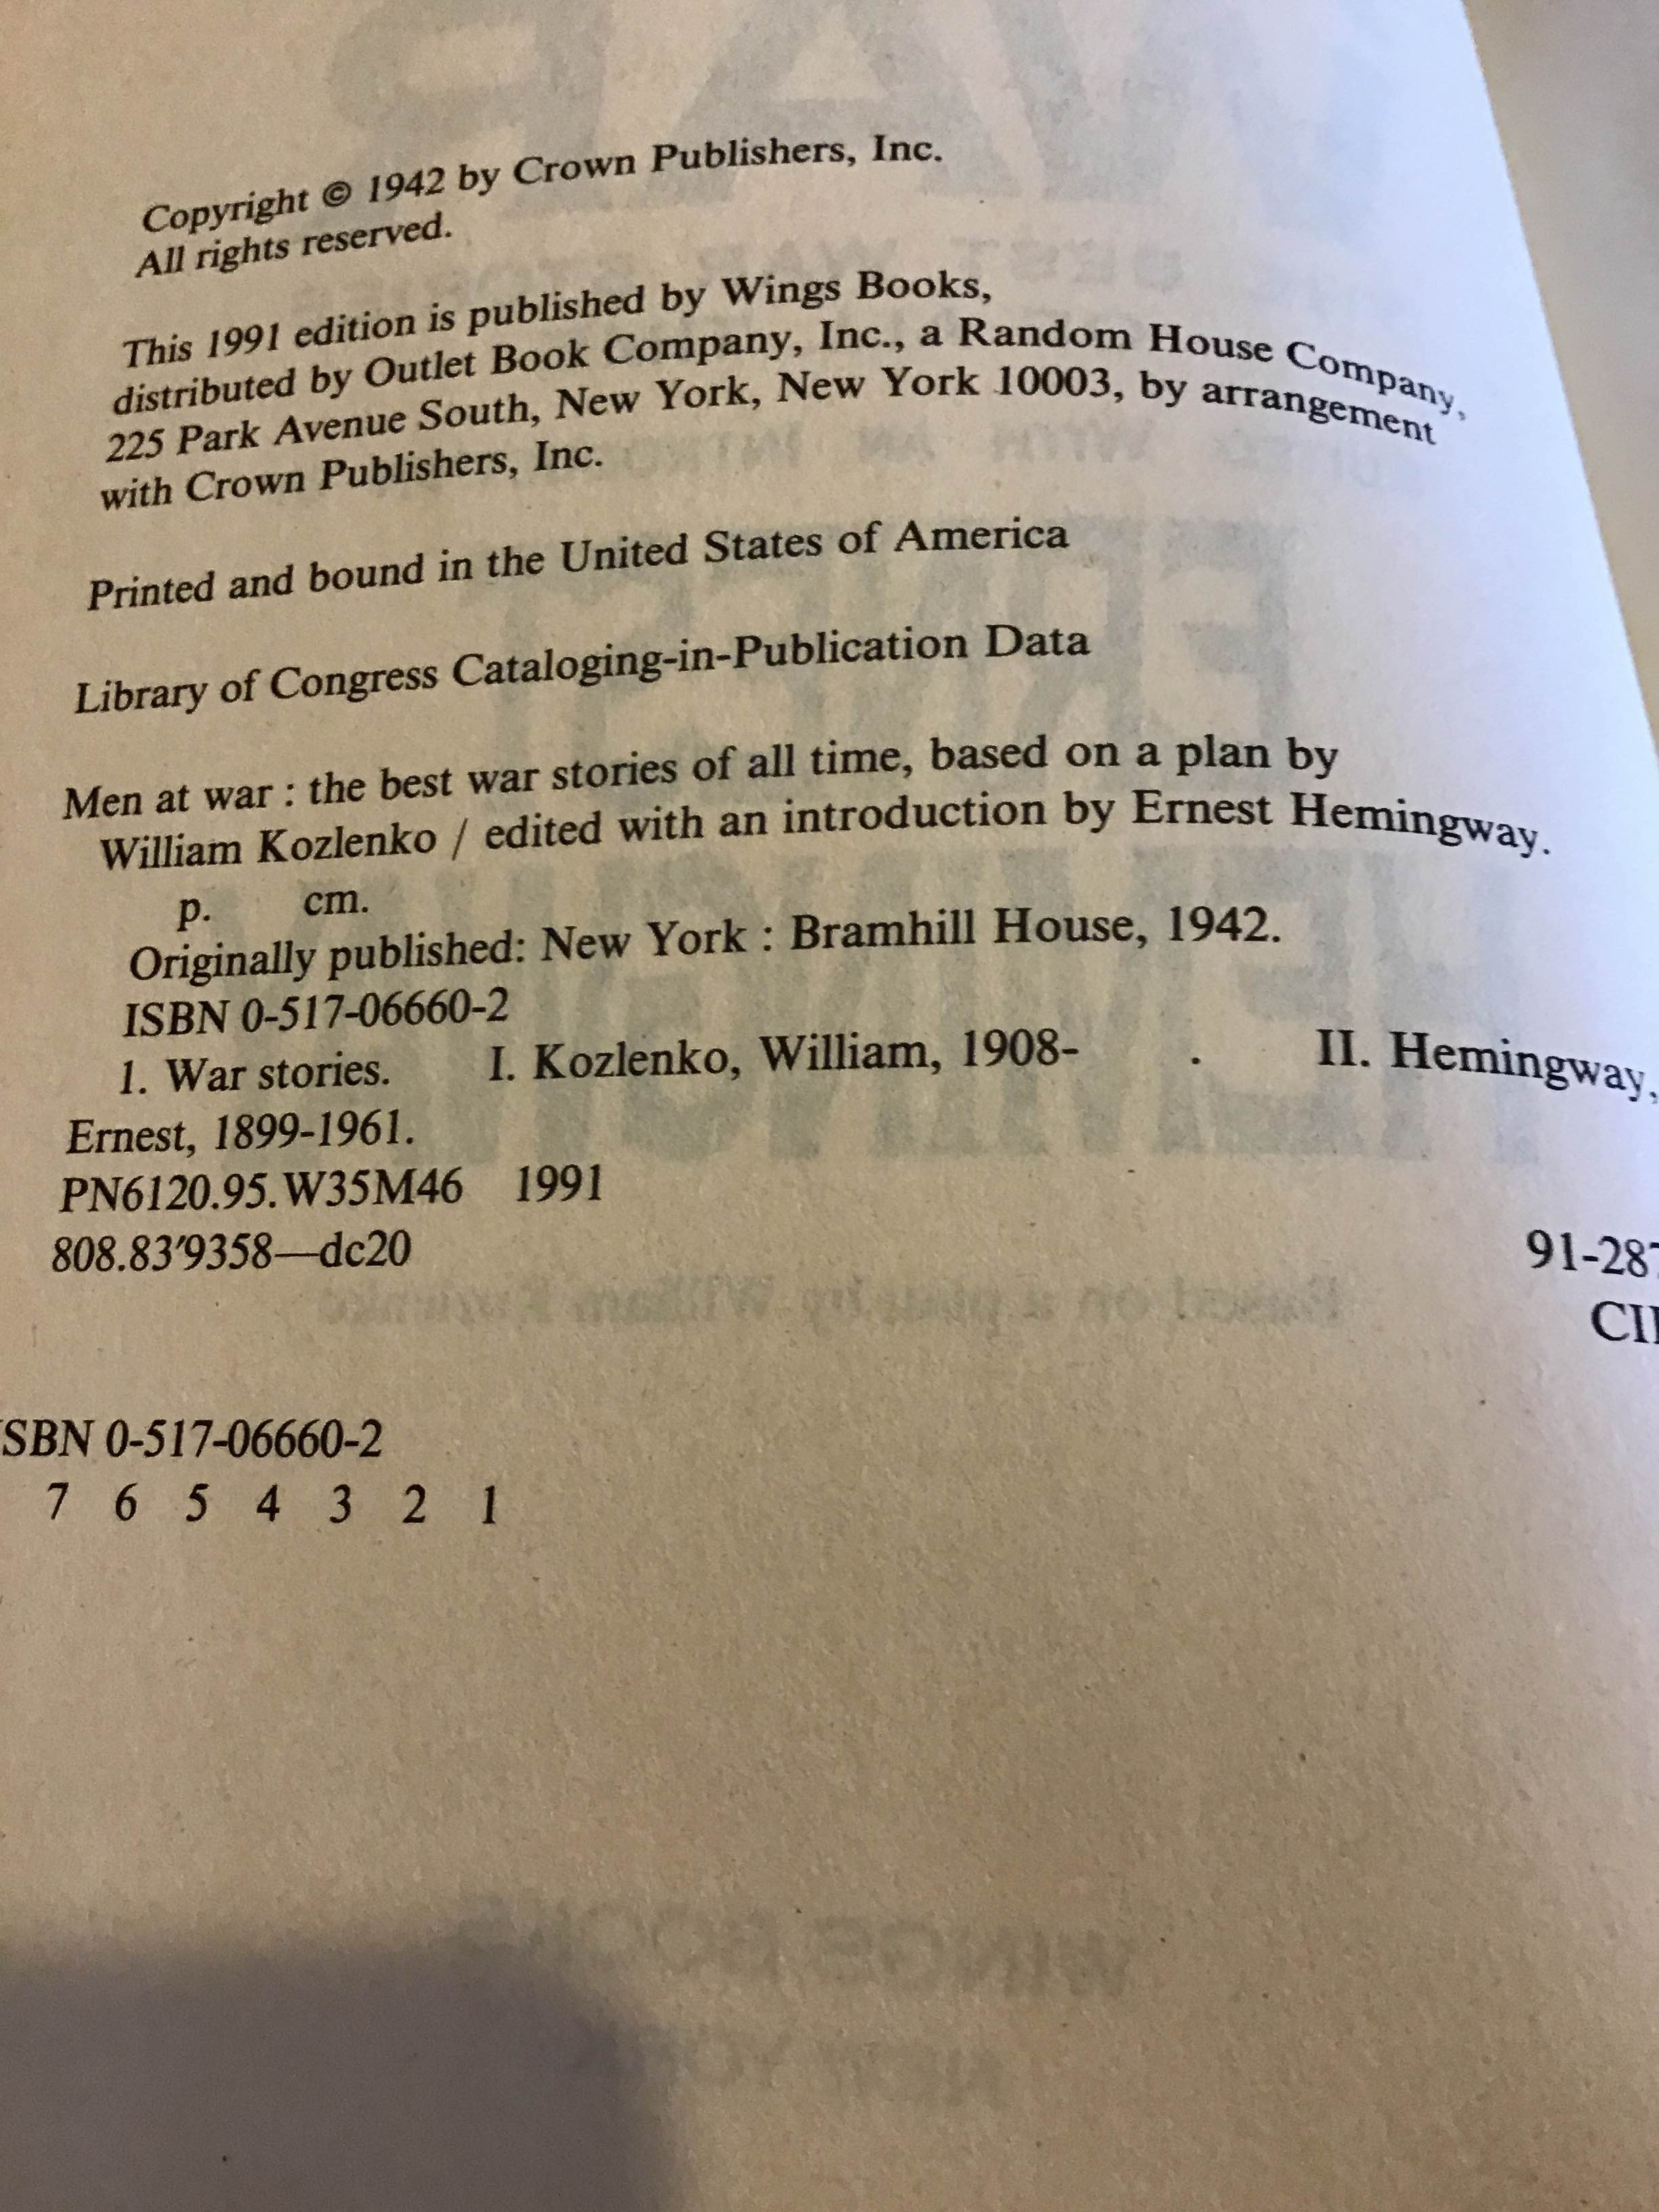 Copyright © 1942 by Crown Publishers, Inc.
All rights reserved.
This 1991 edition is published by Wings Books,
distributed by Outlet Book Company, Inc., a Random House Company,
225 Park Avenue South, New York, New York 10003, by arrangement
with Crown Publishers, Inc.
Printed and bound in the United States of America
Library of Congress Cataloging-in-Publication Data
Men at war : the best war stories of all time, based on a plan by
William Kozlenko / edited with an introduction by Ernest Hemingway.
p. cm.
Originally published: New York : Bramhill House, 1942.
ISBN 0-517-06660-2
1. War stories. I. Kozlenko, William, 1908- . II. Hemingway,
Ernest, 1899-1961.
PN6120.95.W35M46 1991
808.83'9358—dc20
91-287
CI
SBN 0-517-06660-2
7 6 5 4 3 2 1